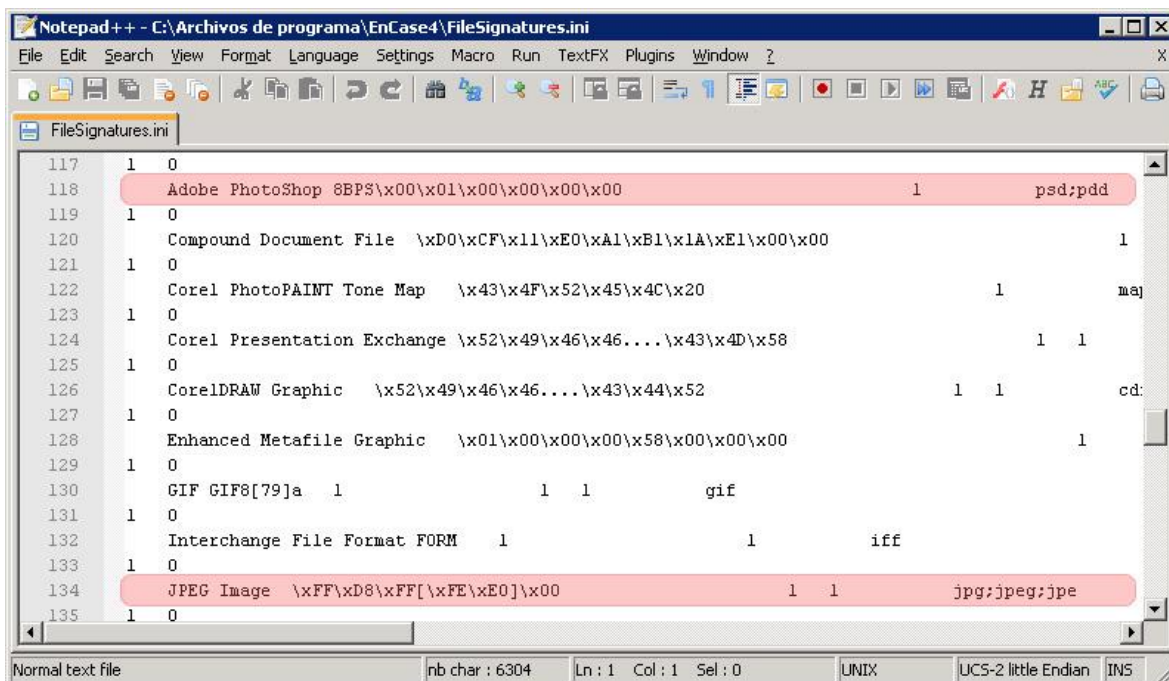 Notepad++ - C:\Archivos de programa\EnCase4\FileSignatures.ini
File Edit Search View Format Language Settings Macro Run TextFX Plugins Window ? X
FileSignatures.ini
117 1 0
118 Adobe PhotoShop 8BPS\x00\x01\x00\x00\x00\x00 1 psd;pdd
119 1 0
120 Compound Document File \xD0\xCF\x11\xE0\xA1\xB1\x1A\xE1\x00\x00 1
121 1 0
122 Corel PhotoPAINT Tone Map \x43\x4F\x52\x45\x4C\x20 1 map
123 1 0
124 Corel Presentation Exchange \x52\x49\x46\x46....\x43\x4D\x58 1 1
125 1 0
126 CorelDRAW Graphic \x52\x49\x46\x46....\x43\x44\x52 1 1 cd
127 1 0
128 Enhanced Metafile Graphic \x01\x00\x00\x00\x58\x00\x00\x00 1
129 1 0
130 GIF GIF8[79]a 1 1 1 gif
131 1 0
132 Interchange File Format FORM 1 1 iff
133 1 0
134 JPEG Image \xFF\xD8\xFF[\xFE\xE0]\x00 1 1 jpg;jpeg;jpe
135 1 0
Normal text file nb char : 6304 Ln : 1 Col : 1 Sel : 0 UNIX UCS-2 little Endian INS